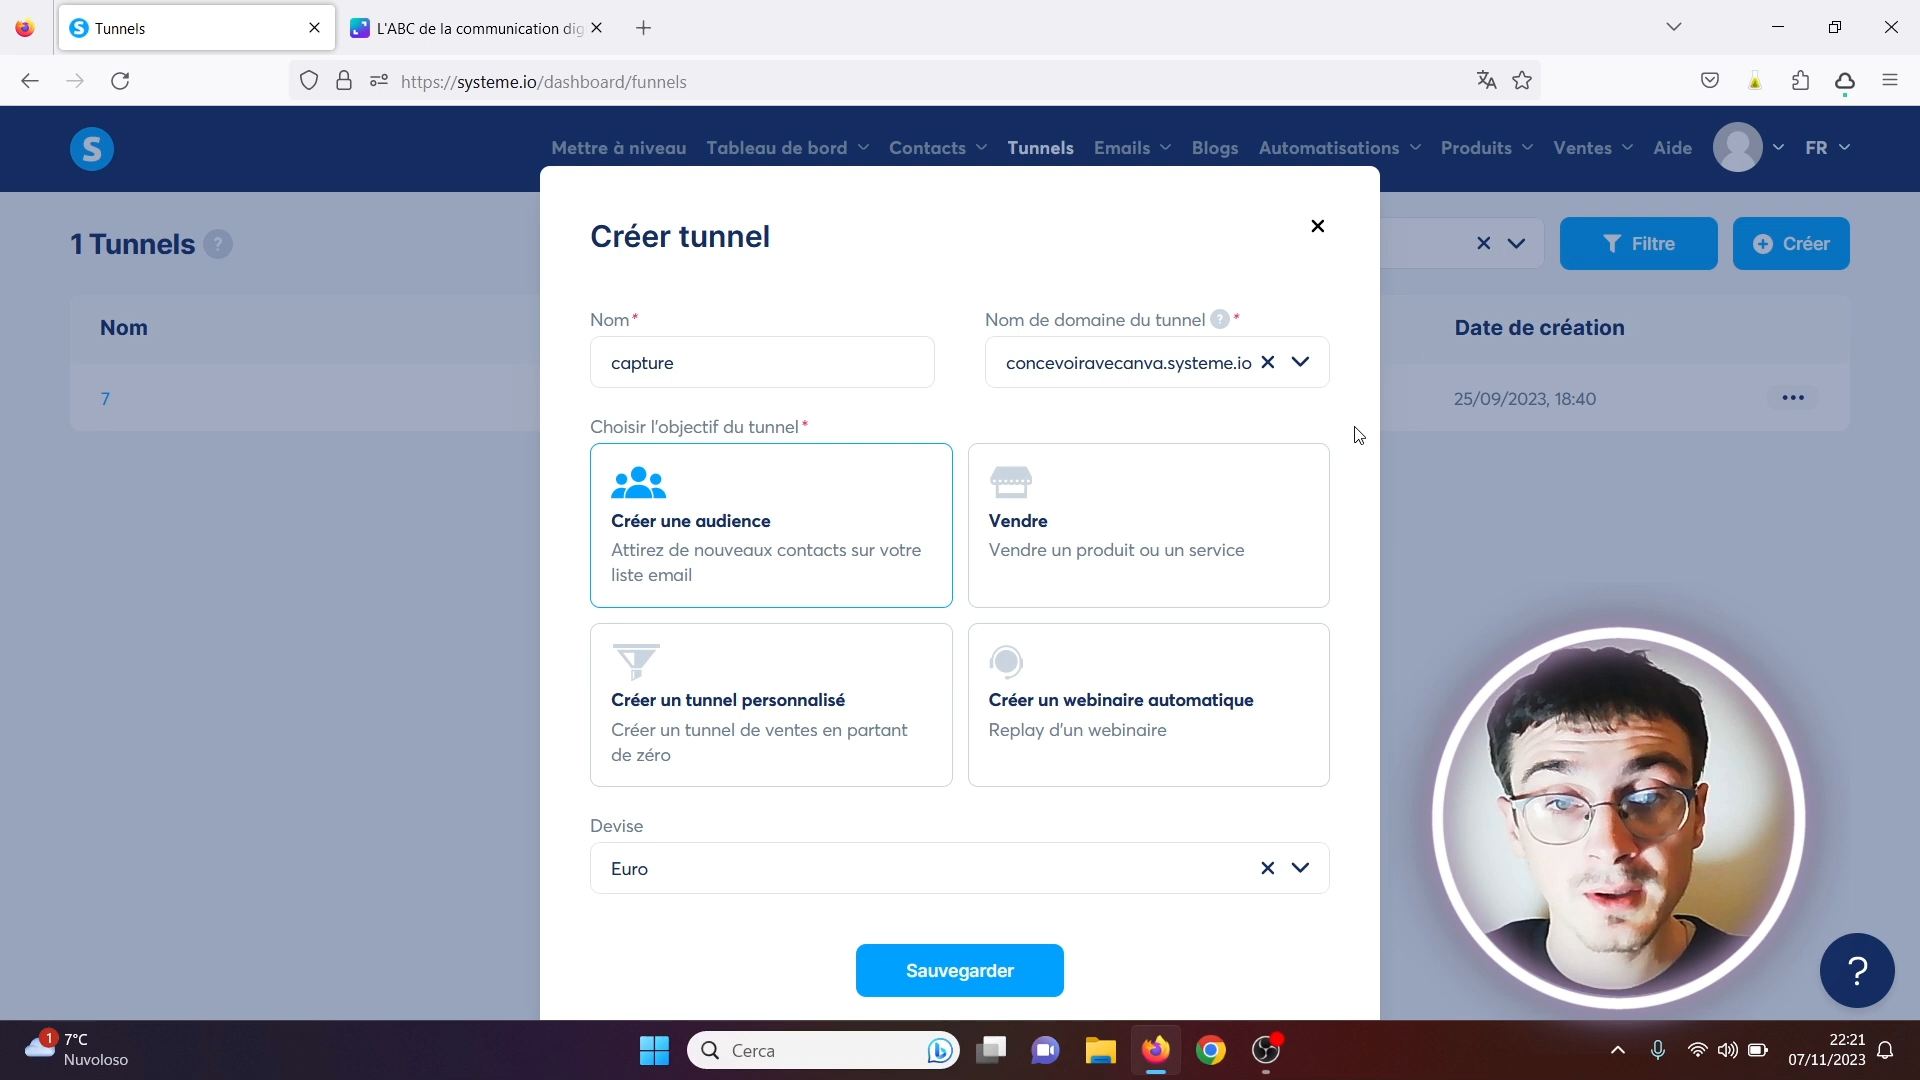 Tunnels
L'ABC de la communication dig
https://systeme.io/dashboard/funnels
S
Mettre à niveau
Tableau de bord
Contacts
Tunnels
Emails
Blogs
Automatisations
Produits
Ventes
Aide
FR
1 Tunnels ?
Filtre
Créer
Créer tunnel
Nom
Date de création
7
25/09/2023, 18:40
Nom*
Nom de domaine du tunnel ? *
capture
concevoiravecanva.systeme.io
Choisir l'objectif du tunnel*
Créer une audience
Attirez de nouveaux contacts sur votre
liste email
Vendre
Vendre un produit ou un service
Créer un tunnel personnalisé
Créer un tunnel de ventes en partant
de zéro
Créer un webinaire automatique
Replay d'un webinaire
Devise
Euro
Sauvegarder
?
1
7°C
Nuvoloso
Cerca
22:21
07/11/2023